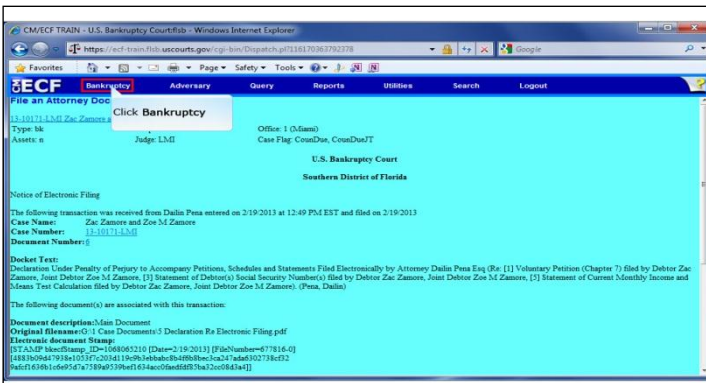 CM/ECF TRAIN - U.S. Bankruptcy Court:flsb - Windows Internet Explorer
https://ecf-train.flsb.uscourts.gov/cgi-bin/Dispatch.pl?116170363792378
Google
Favorites Page Safety Tools
ECF Bankruptcy Adversary Query Reports Utilities Search Logout ?
File an Attorney Doc
Click Bankruptcy
13-10171-LMI Zac Zamore a
Type: bk Office: 1 (Miami)
Assets: n Judge: LMI Case Flag: CounDue, CounDueJT
U.S. Bankruptcy Court
Southern District of Florida
Notice of Electronic Filing
The following transaction was received from Dailin Pena entered on 2/19/2013 at 12:49 PM EST and filed on 2/19/2013
Case Name: Zac Zamore and Zoe M Zamore
Case Number: 13-10171-LMI
Document Number: 6
Docket Text:
Declaration Under Penalty of Perjury to Accompany Petitions, Schedules and Statements Filed Electronically by Attorney Dailin Pena Esq (Re: [1] Voluntary Petition (Chapter 7) filed by Debtor Zac
Zamore, Joint Debtor Zoe M Zamore, [3] Statement of Debtor(s) Social Security Number(s) filed by Debtor Zac Zamore, Joint Debtor Zoe M Zamore, [5] Statement of Current Monthly Income and
Means Test Calculation filed by Debtor Zac Zamore, Joint Debtor Zoe M Zamore). (Pena, Dailin)
The following document(s) are associated with this transaction:
Document description:Main Document
Original filename:G:\1 Case Documents\5 Declaration Re Electronic Filing.pdf
Electronic document Stamp:
[STAMP bkecfStamp_ID=1068065210 [Date=2/19/2013] [FileNumber=677816-0]